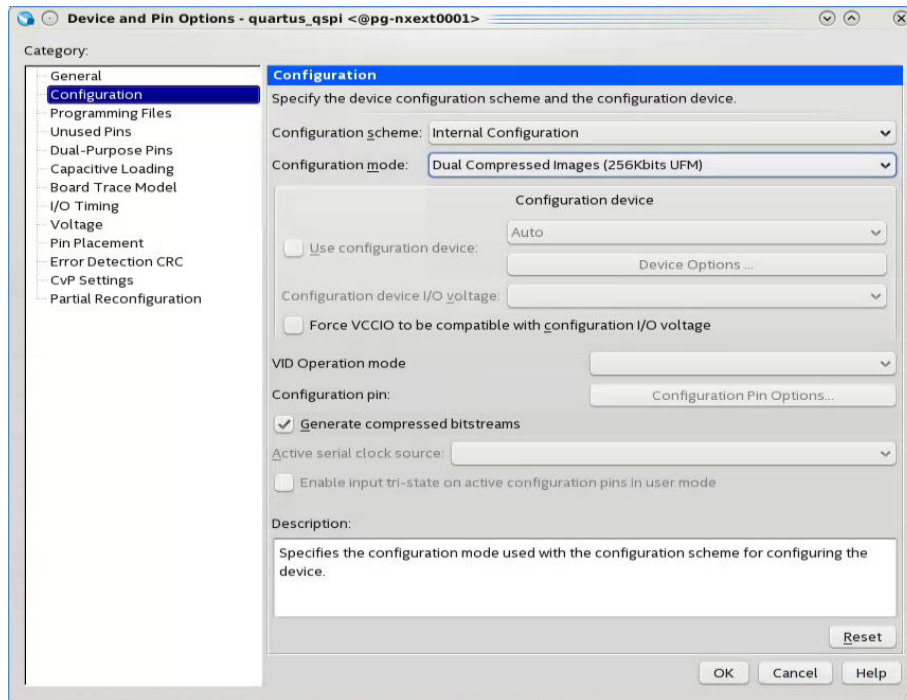 Device and Pin Options - quartus_qspi <@pg-nxext0001>
Category:
General
Configuration
Programming Files
Unused Pins
Dual-Purpose Pins
Capacitive Loading
Board Trace Model
I/O Timing
Voltage
Pin Placement
Error Detection CRC
CvP Settings
Partial Reconfiguration
Configuration
Specify the device configuration scheme and the configuration device.
Configuration scheme: Internal Configuration
Configuration mode: Dual Compressed Images (256Kbits UFM)
Configuration device
Use configuration device: Auto
Device Options ...
Configuration device I/O voltage:
Force VCCIO to be compatible with configuration I/O voltage
VID Operation mode
Configuration pin: Configuration Pin Options...
Generate compressed bitstreams
Active serial clock source:
Enable input tri-state on active configuration pins in user mode
Description:
Specifies the configuration mode used with the configuration scheme for configuring the
device.
Reset
OK Cancel Help